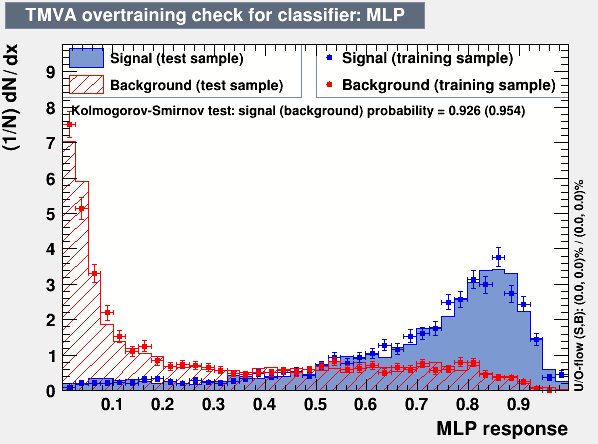 TMVA overtraining check for classifier: MLP
Signal (test sample)
Background (test sample)
Signal (training sample)
Background (training sample)
Kolmogorov-Smirnov test: signal (background) probability = 0.926 (0.954)
(1/N) dN/dx
9
8
7
6
5
4
3
2
1
0
0.1 0.2 0.3 0.4 0.5 0.6 0.7 0.8 0.9
MLP response
U/O-flow (S,B): (0.0, 0.0)% / (0.0, 0.0)%